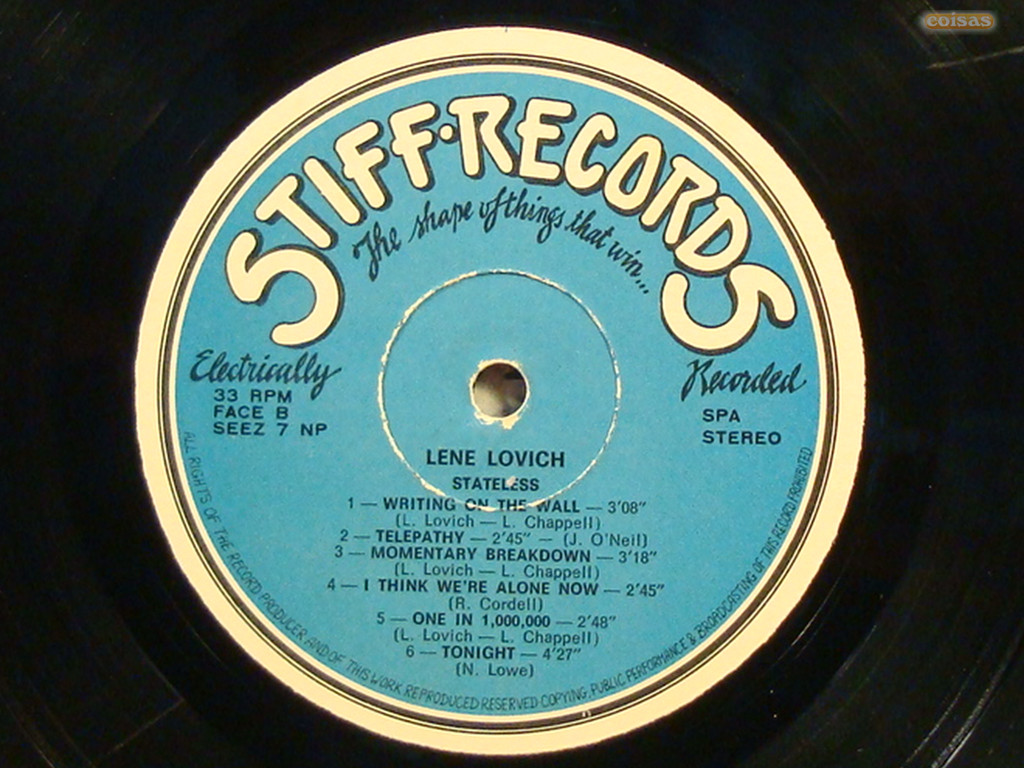 coisas
STIFF·RECORDS
The shape of things that win...
Electrically
33 RPM
FACE B
SEEZ 7 NP
Recorded
SPA
STEREO
LENE LOVICH
STATELESS
1 — WRITING ON THE WALL — 3'08"
(L. Lovich — L. Chappell)
2 — TELEPATHY — 2'45" — (J. O'Neil)
3 — MOMENTARY BREAKDOWN — 3'18"
(L. Lovich — L. Chappell)
4 — I THINK WE'RE ALONE NOW — 2'45"
(R. Cordell)
5 — ONE IN 1,000,000 — 2'48"
(L. Lovich — L. Chappell)
6 — TONIGHT — 4'27"
(N. Lowe)
ALL RIGHTS OF THE RECORD PRODUCER AND OF THIS WORK REPRODUCED RESERVED COPYING, PUBLIC PERFORMANCE & BROADCASTING OF THIS RECORD PROHIBITED